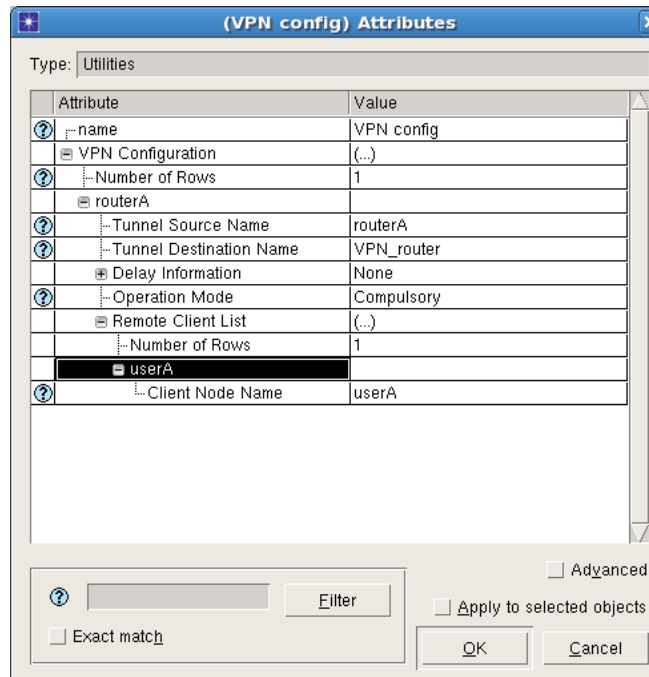 (VPN config) Attributes
Type: Utilities
Attribute Value
name VPN config
VPN Configuration (...)
Number of Rows 1
routerA
Tunnel Source Name routerA
Tunnel Destination Name VPN_router
Delay Information None
Operation Mode Compulsory
Remote Client List (...)
Number of Rows 1
userA
Client Node Name userA
Advanced
Filter
Apply to selected objects
Exact match
OK Cancel